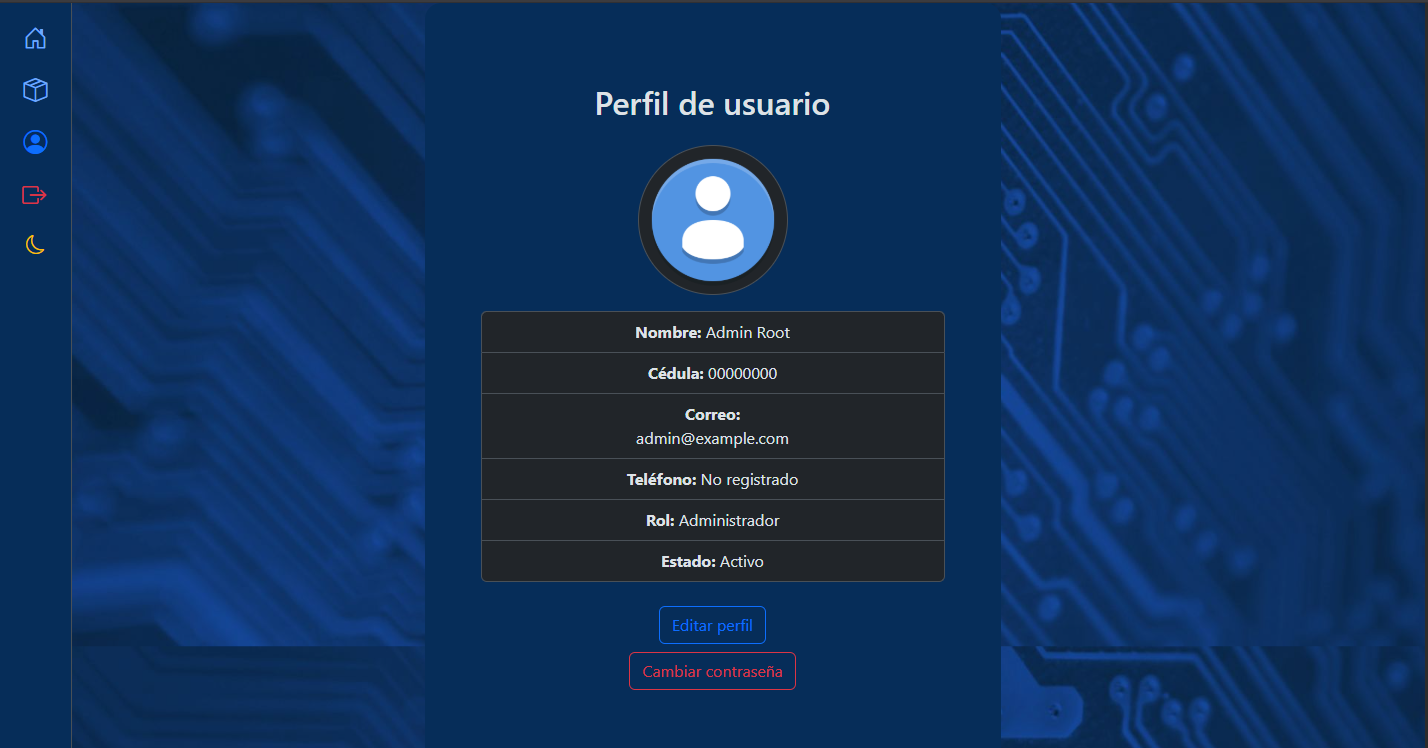 Perfil de usuario
Nombre: Admin Root
Cédula: 00000000
Correo:
admin@example.com
Teléfono: No registrado
Rol: Administrador
Estado: Activo
Editar perfil
Cambiar contraseña